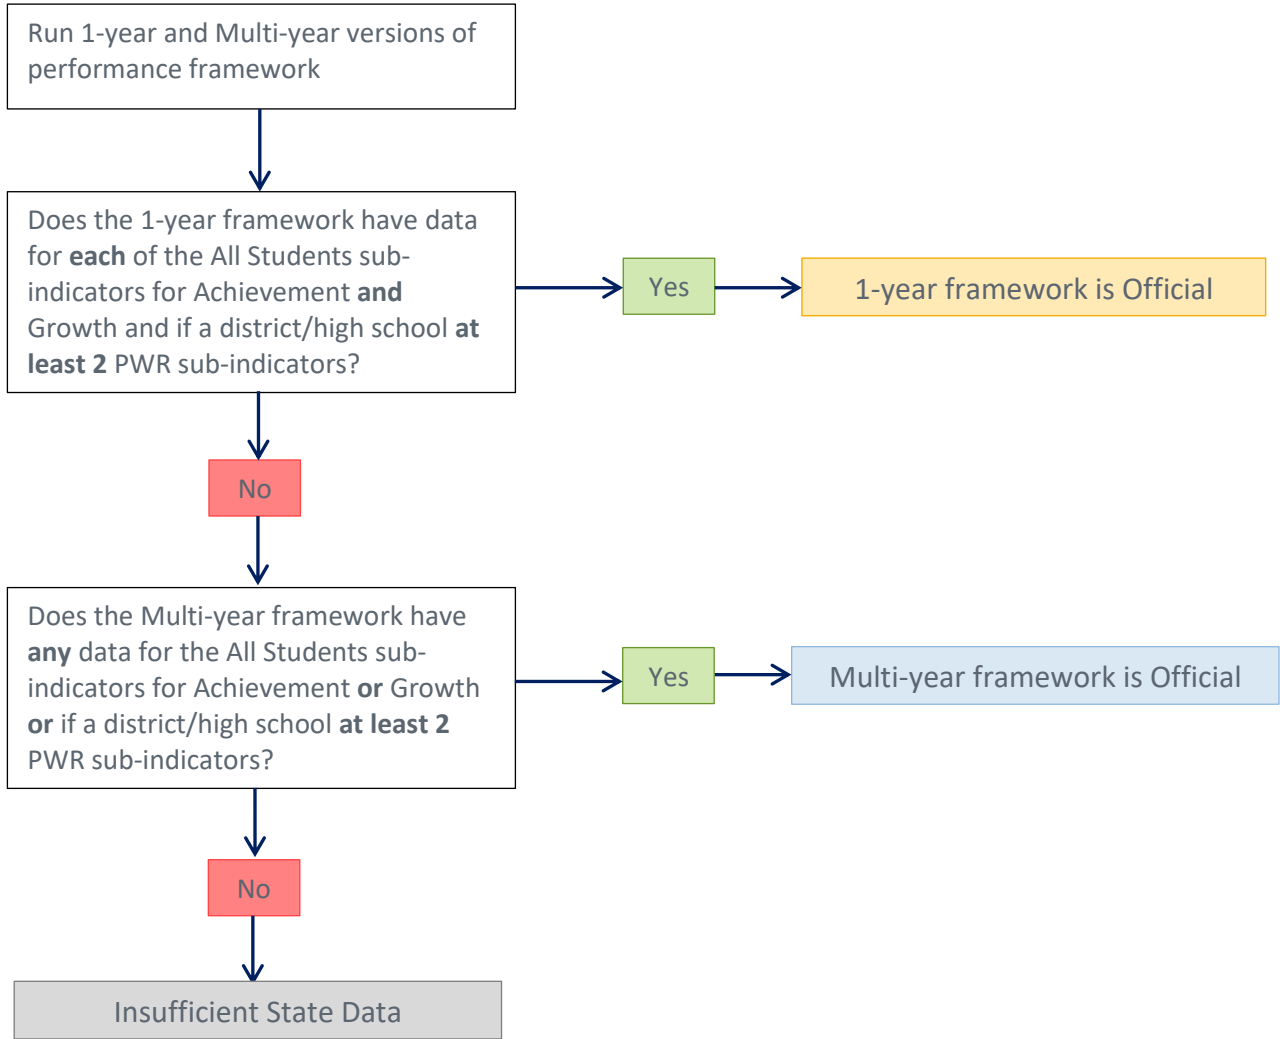 Run 1-year and Multi-year versions of
performance framework
Does the 1-year framework have data
for each of the All Students sub-
indicators for Achievement and
Growth and if a district/high school at
least 2 PWR sub-indicators?
Yes
1-year framework is Official
No
Does the Multi-year framework have
any data for the All Students sub-
indicators for Achievement or Growth
or if a district/high school at least 2
PWR sub-indicators?
Yes
Multi-year framework is Official
No
Insufficient State Data